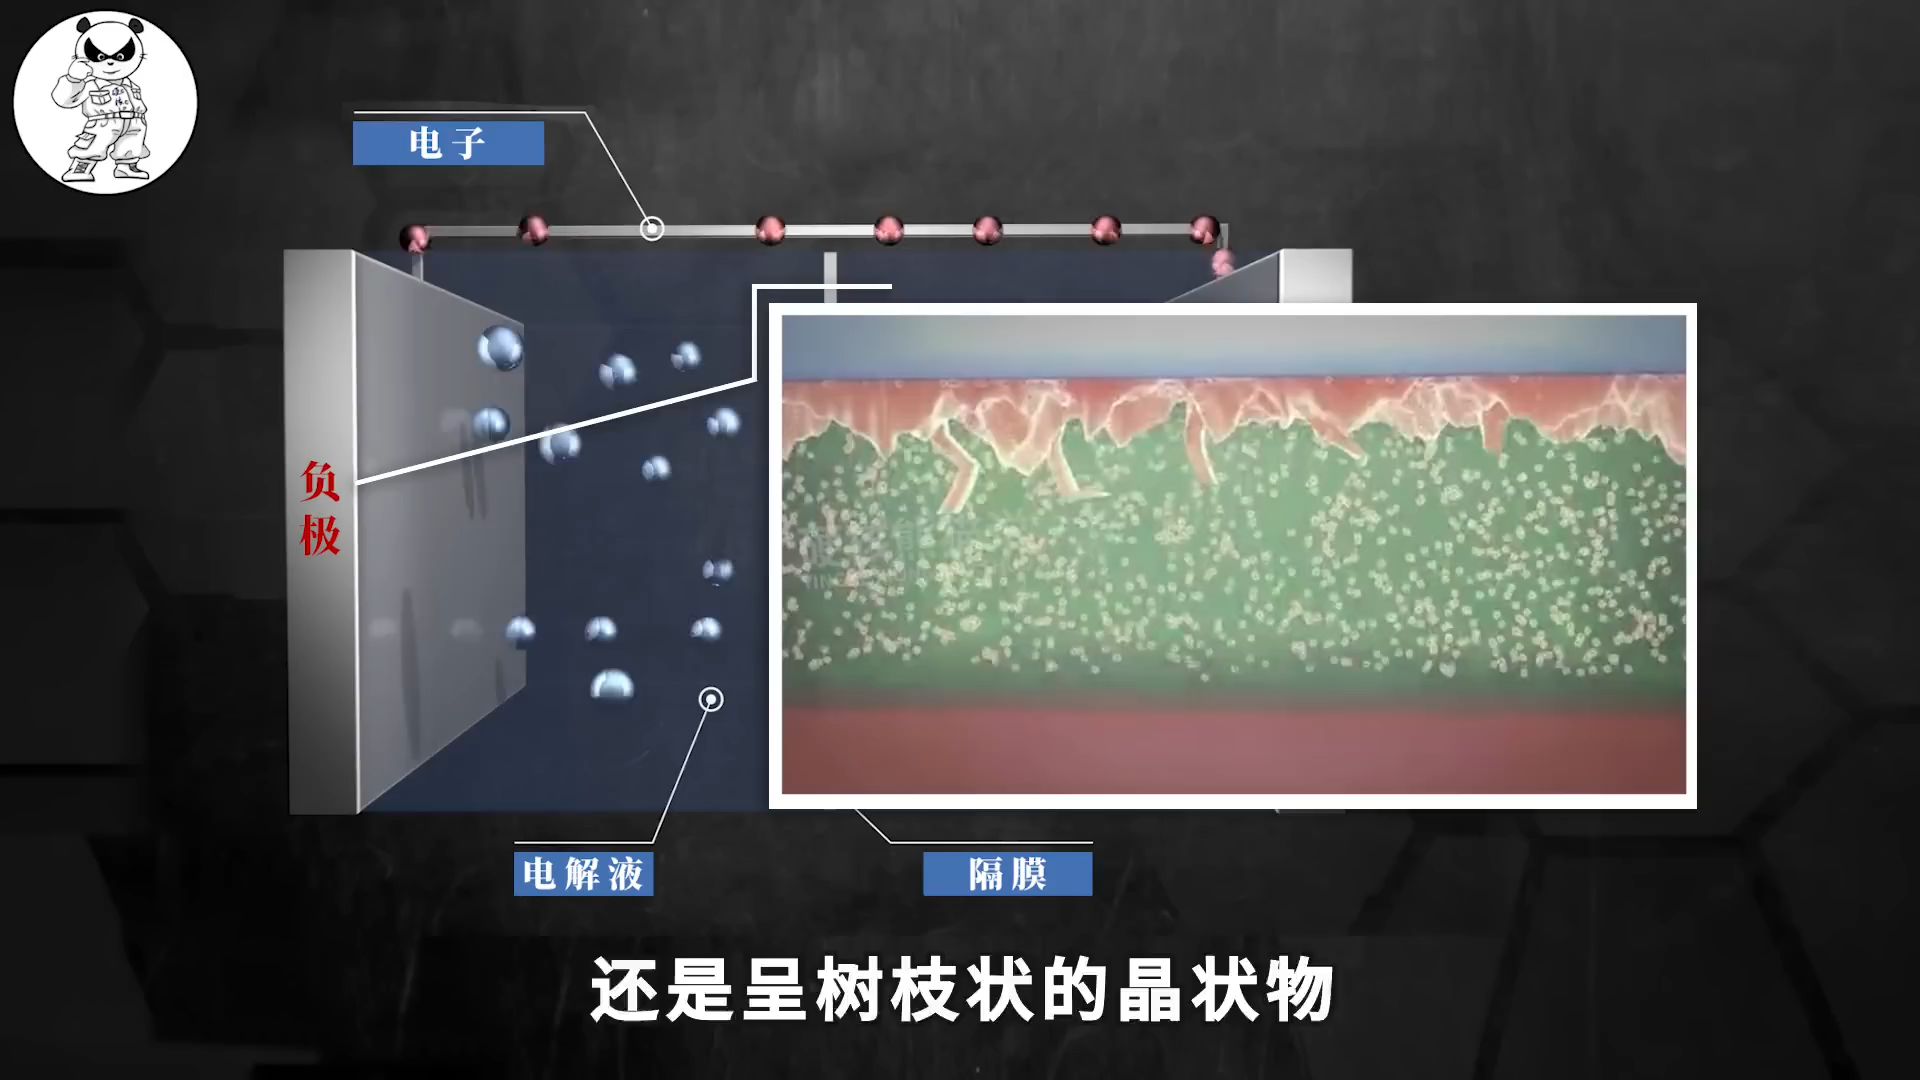 电子
负极
电解液
隔膜
还是呈树枝状的晶状物